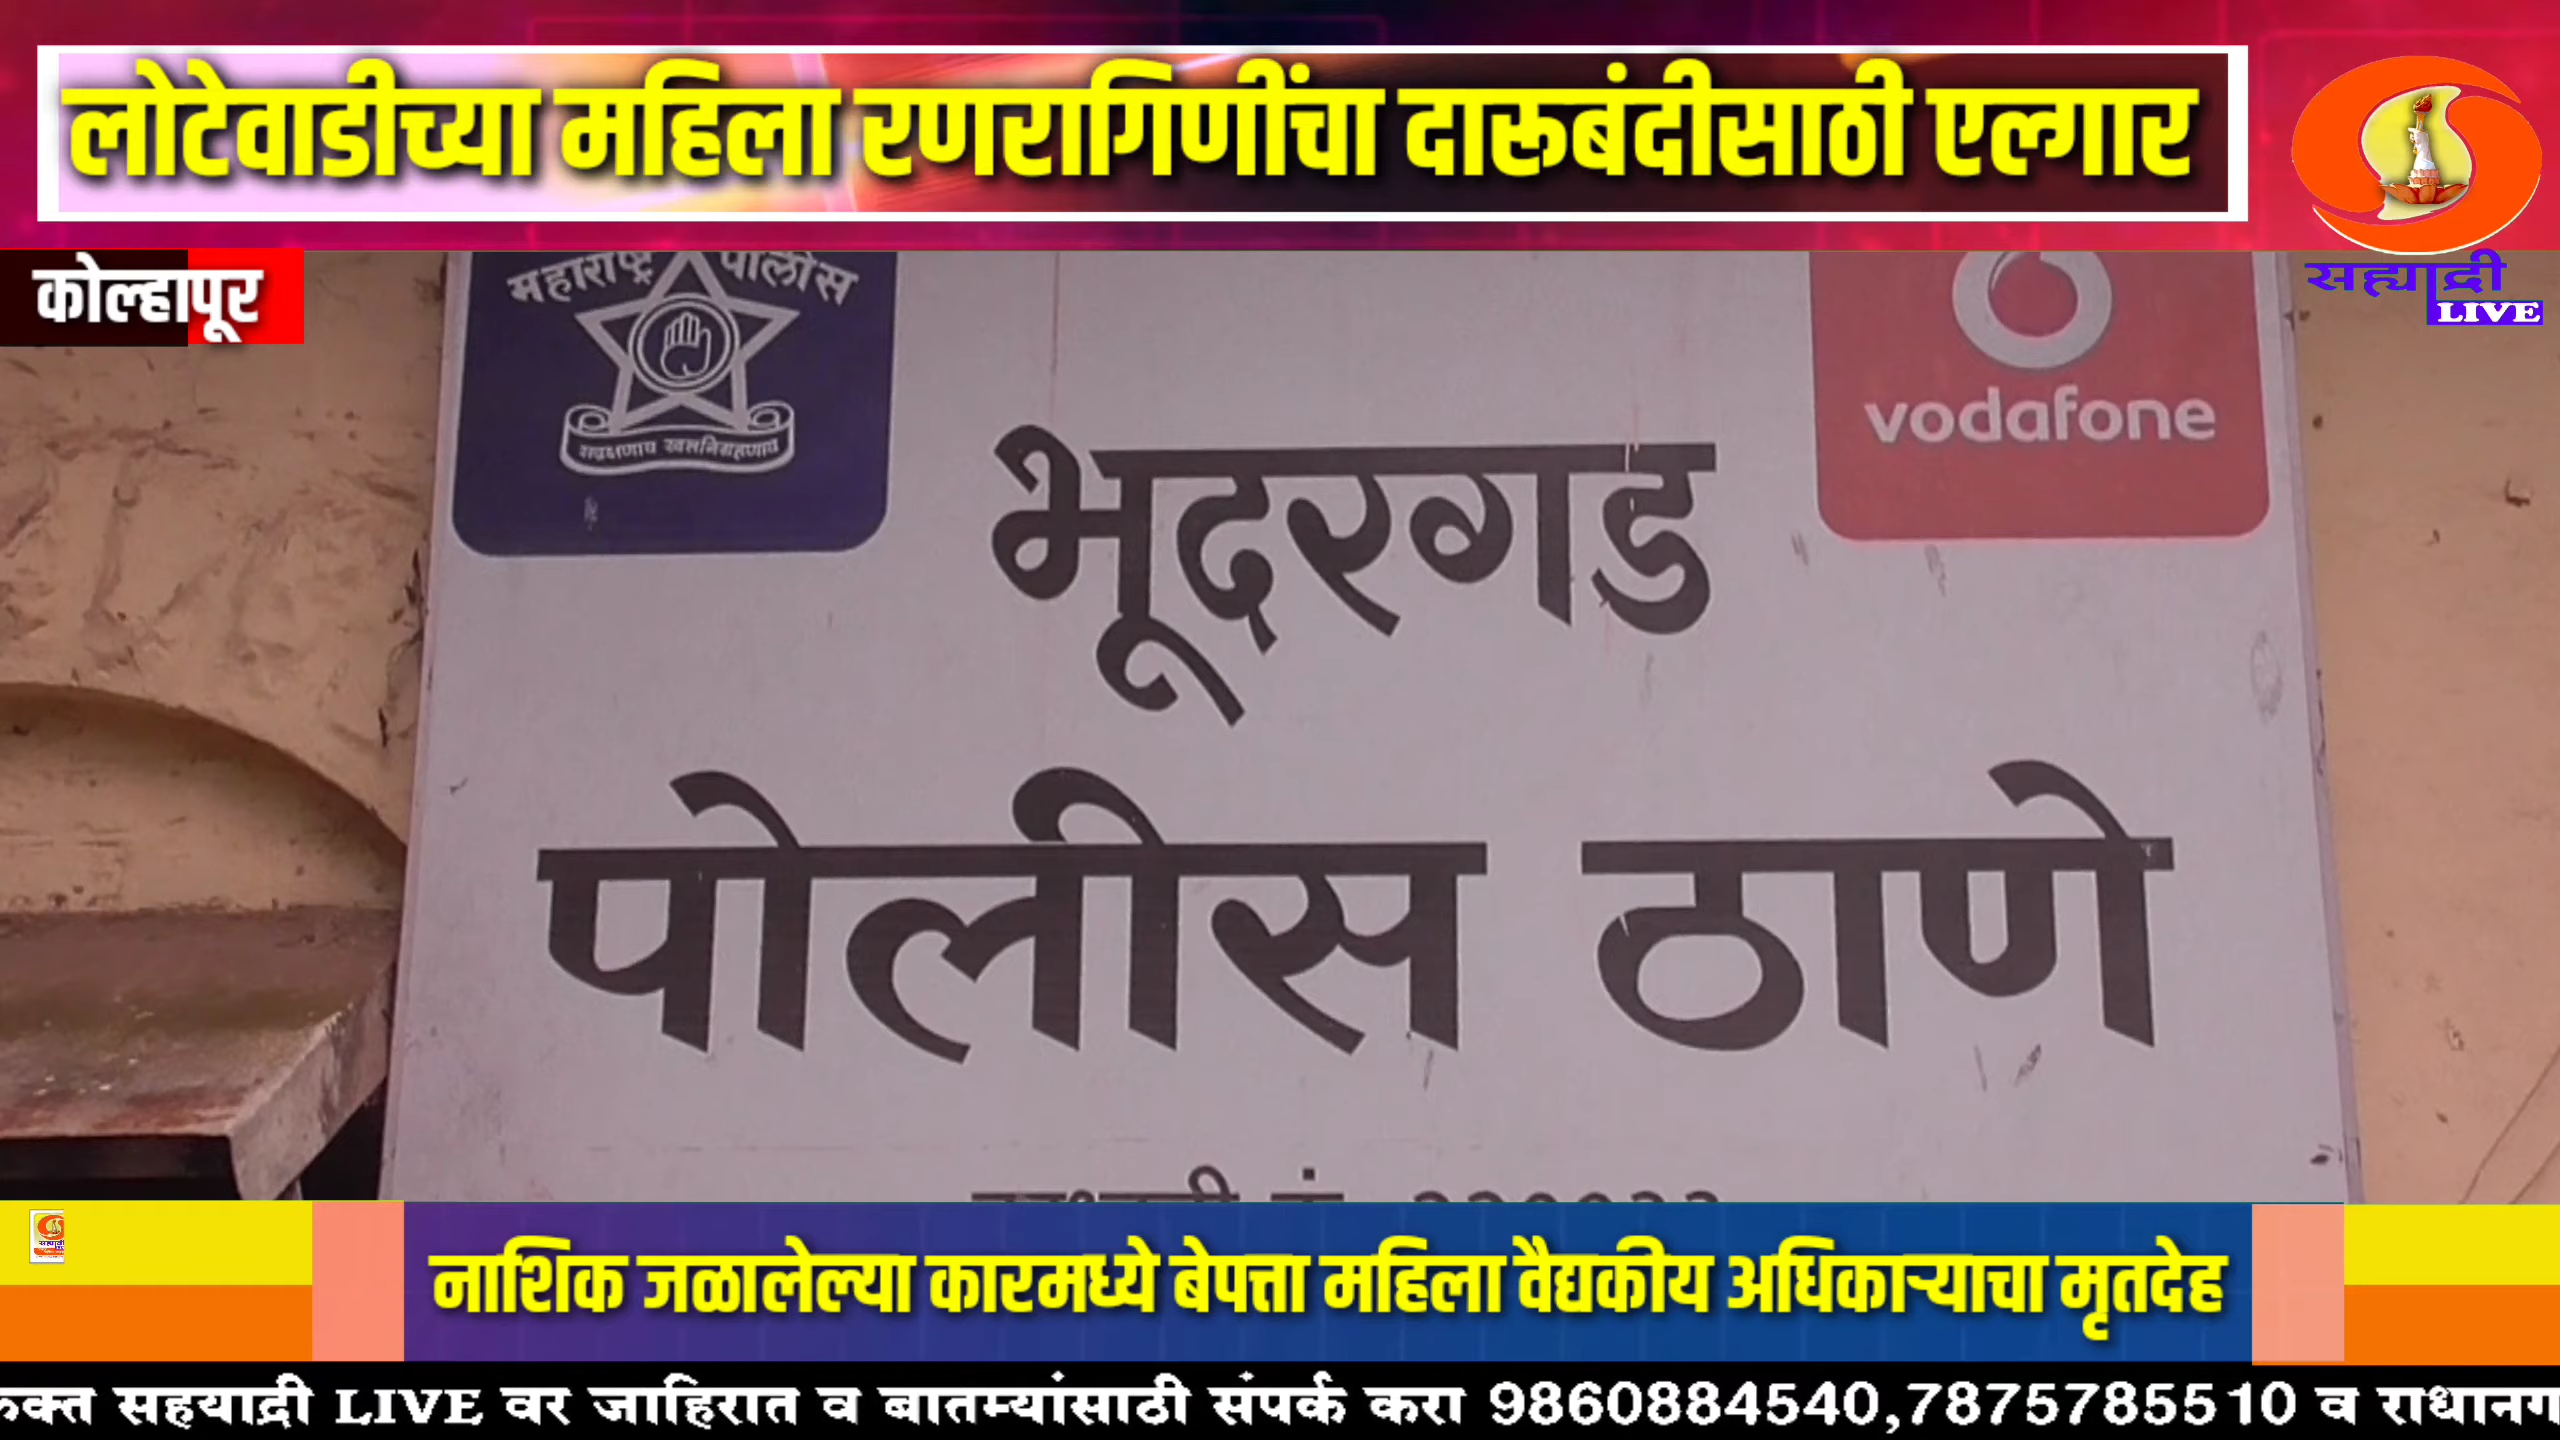 लोटेवाडीच्या महिला रणरागिणींचा दारूबंदीसाठी एल्गार
कोल्हापूर
सह्याद्री
LIVE
महाराष्ट्र पोलीस
सद्रक्षणाय खलनिग्रहणाय
vodafone
भूदरगड
पोलीस ठाणे
नाशिक जळालेल्या कारमध्ये बेपत्ता महिला वैद्यकीय अधिकाऱ्याचा मृतदेह
सहयाद्री LIVE वर जाहिरात व बातम्यांसाठी संपर्क करा 9860884540,7875785510 व राधानग